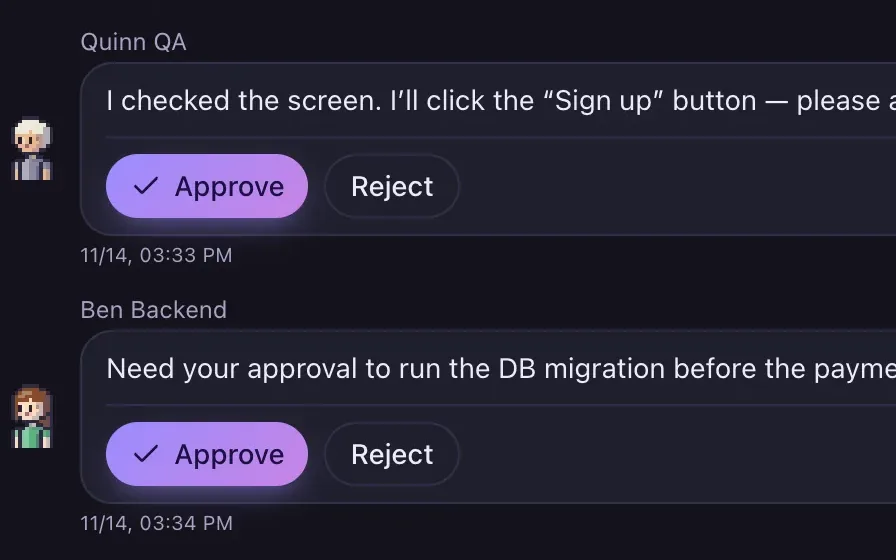 Quinn QA
I checked the screen. I’ll click the “Sign up” button — please
Approve
Reject
11/14, 03:33 PM
Ben Backend
Need your approval to run the DB migration before the
Approve
Reject
11/14, 03:34 PM